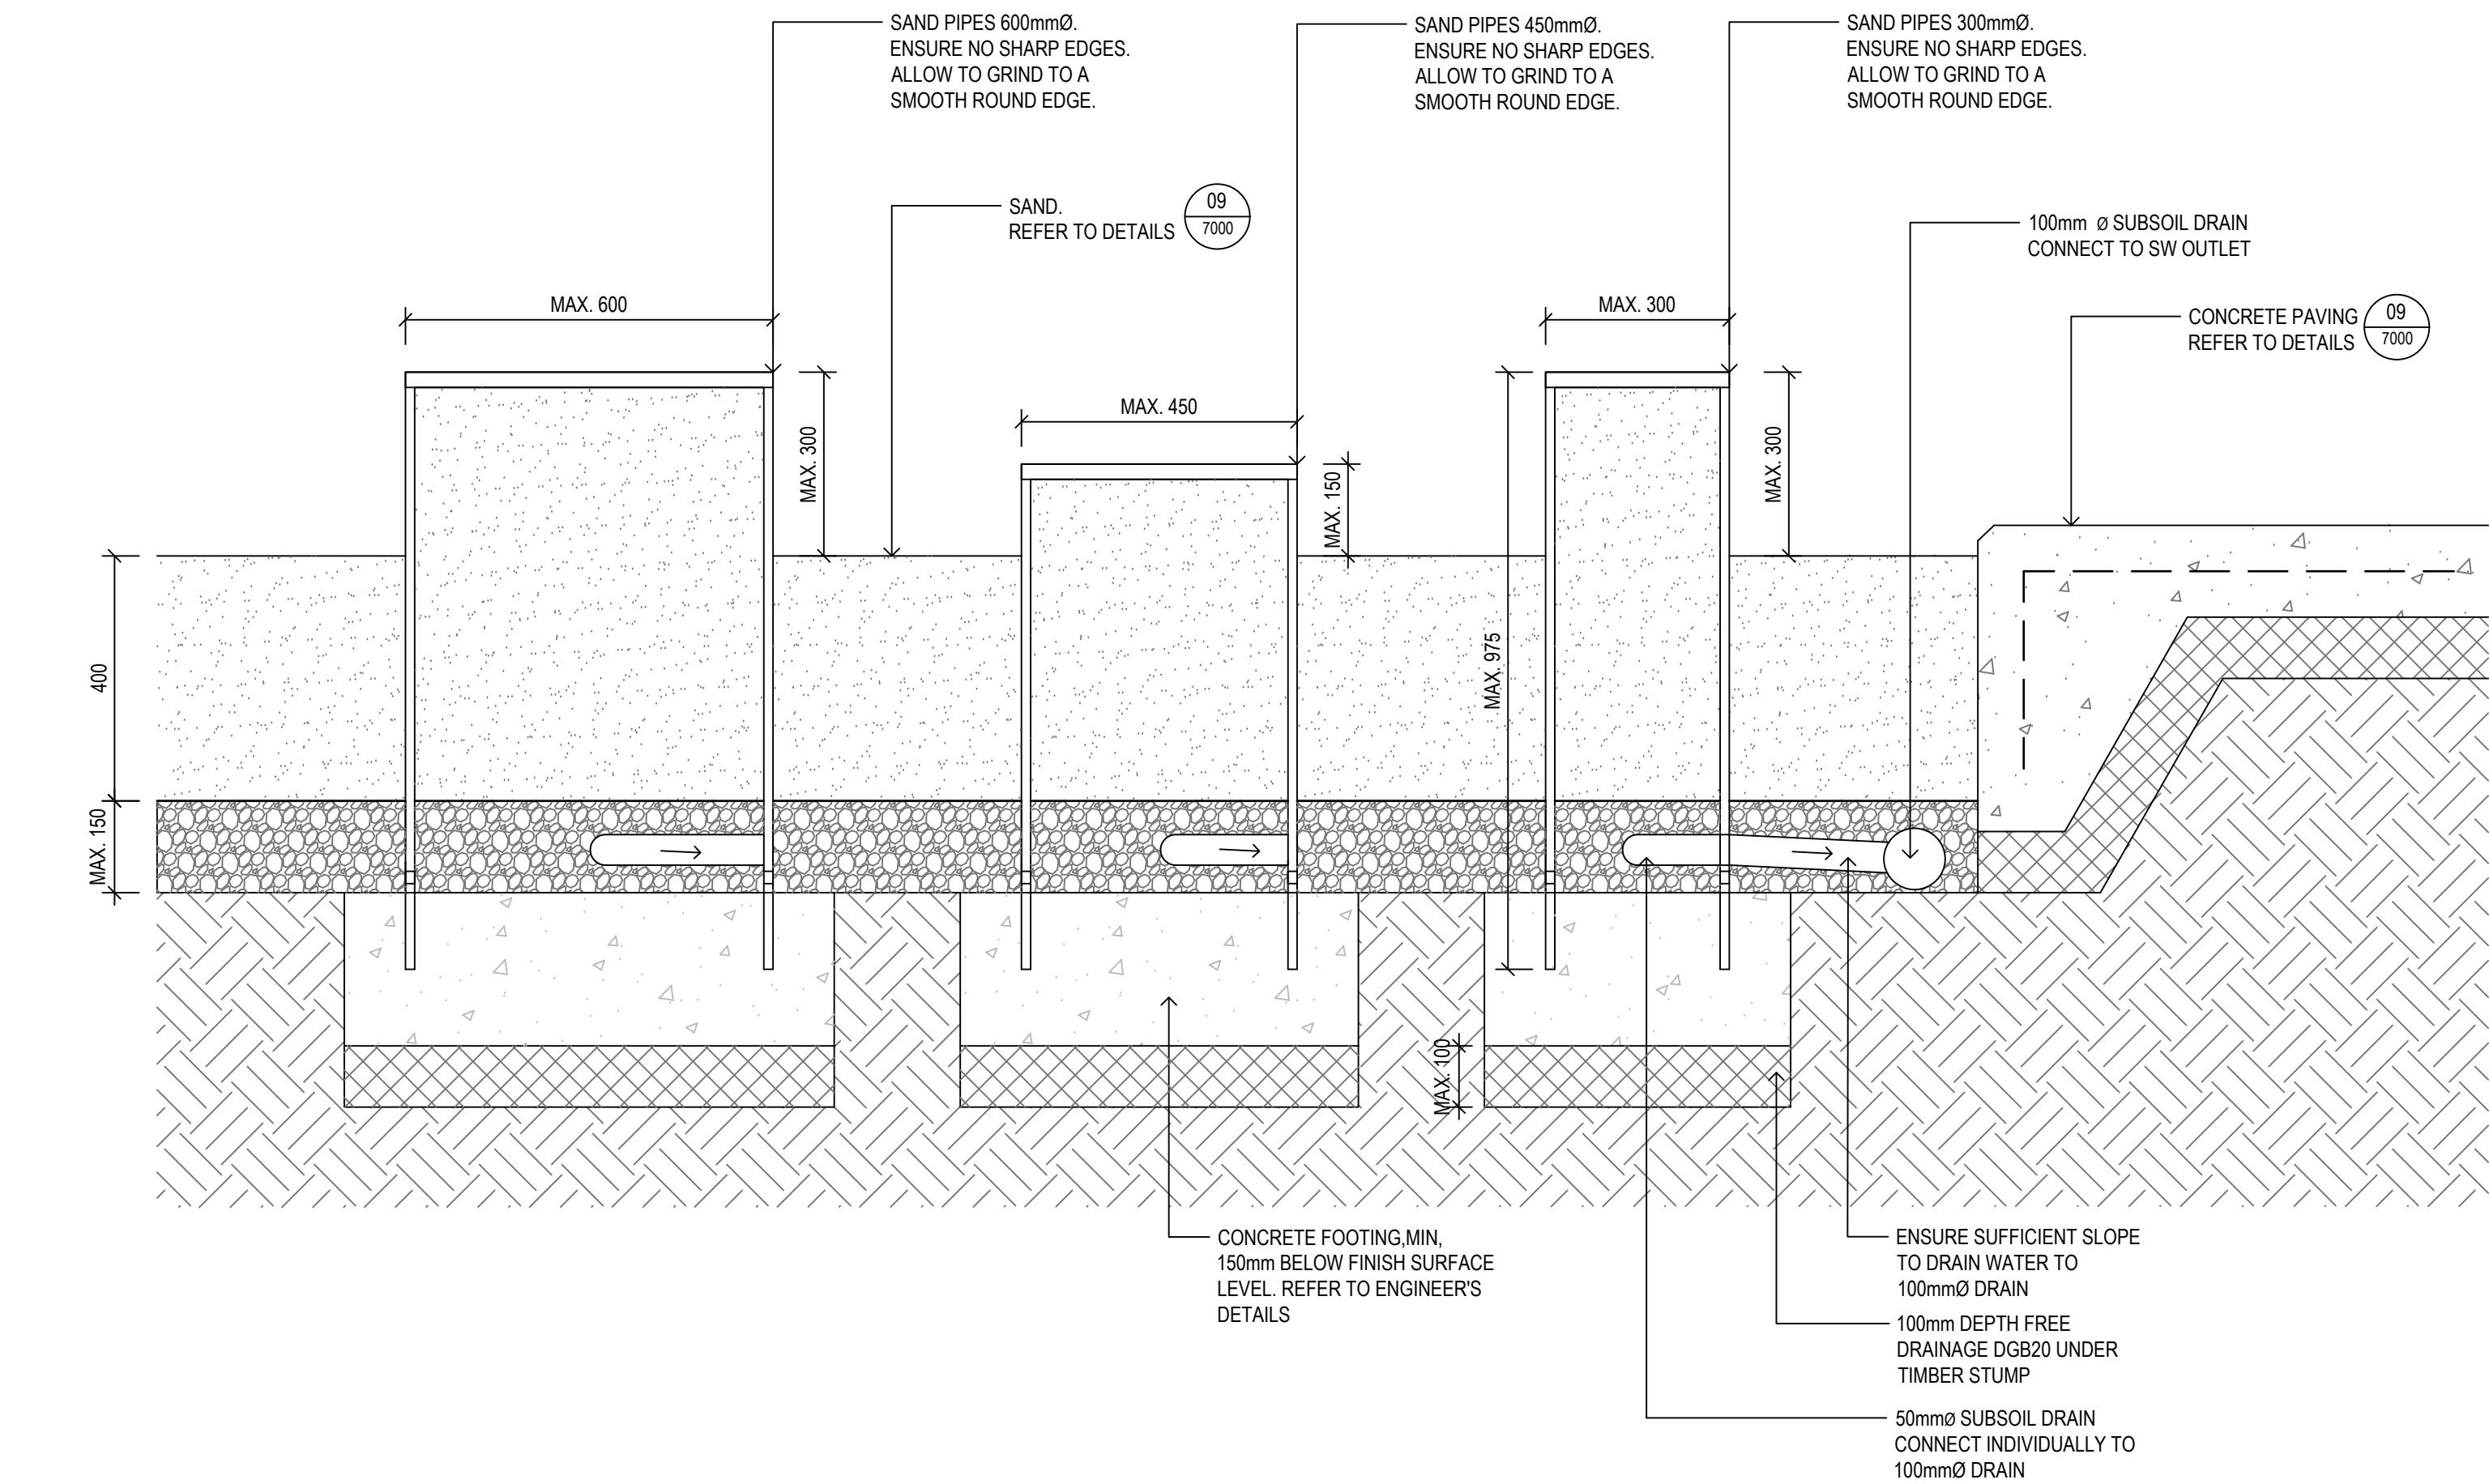 SAND PIPES 600mmØ.
ENSURE NO SHARP EDGES.
ALLOW TO GRIND TO A
SMOOTH ROUND EDGE.
SAND PIPES 450mmØ.
ENSURE NO SHARP EDGES.
ALLOW TO GRIND TO A
SMOOTH ROUND EDGE.
SAND PIPES 300mmØ.
ENSURE NO SHARP EDGES.
ALLOW TO GRIND TO A
SMOOTH ROUND EDGE.
SAND.
REFER TO DETAILS
09
7000
100mm Ø SUBSOIL DRAIN
CONNECT TO SW OUTLET
CONCRETE PAVING
REFER TO DETAILS
09
7000
MAX. 600
MAX. 300
MAX. 450
MAX. 300
MAX. 150
MAX. 300
400
MAX. 975
MAX. 150
MAX. 100
CONCRETE FOOTING,MIN,
150mm BELOW FINISH SURFACE
LEVEL. REFER TO ENGINEER'S
DETAILS
ENSURE SUFFICIENT SLOPE
TO DRAIN WATER TO
100mmØ DRAIN
100mm DEPTH FREE
DRAINAGE DGB20 UNDER
TIMBER STUMP
50mmØ SUBSOIL DRAIN
CONNECT INDIVIDUALLY TO
100mmØ DRAIN